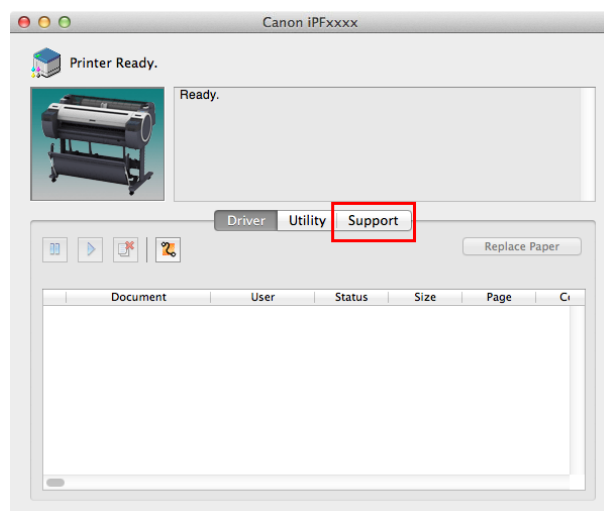 Canon iPFxxxx
Printer Ready.
Ready.
Driver Utility Support
Replace Paper
Document User Status Size Page